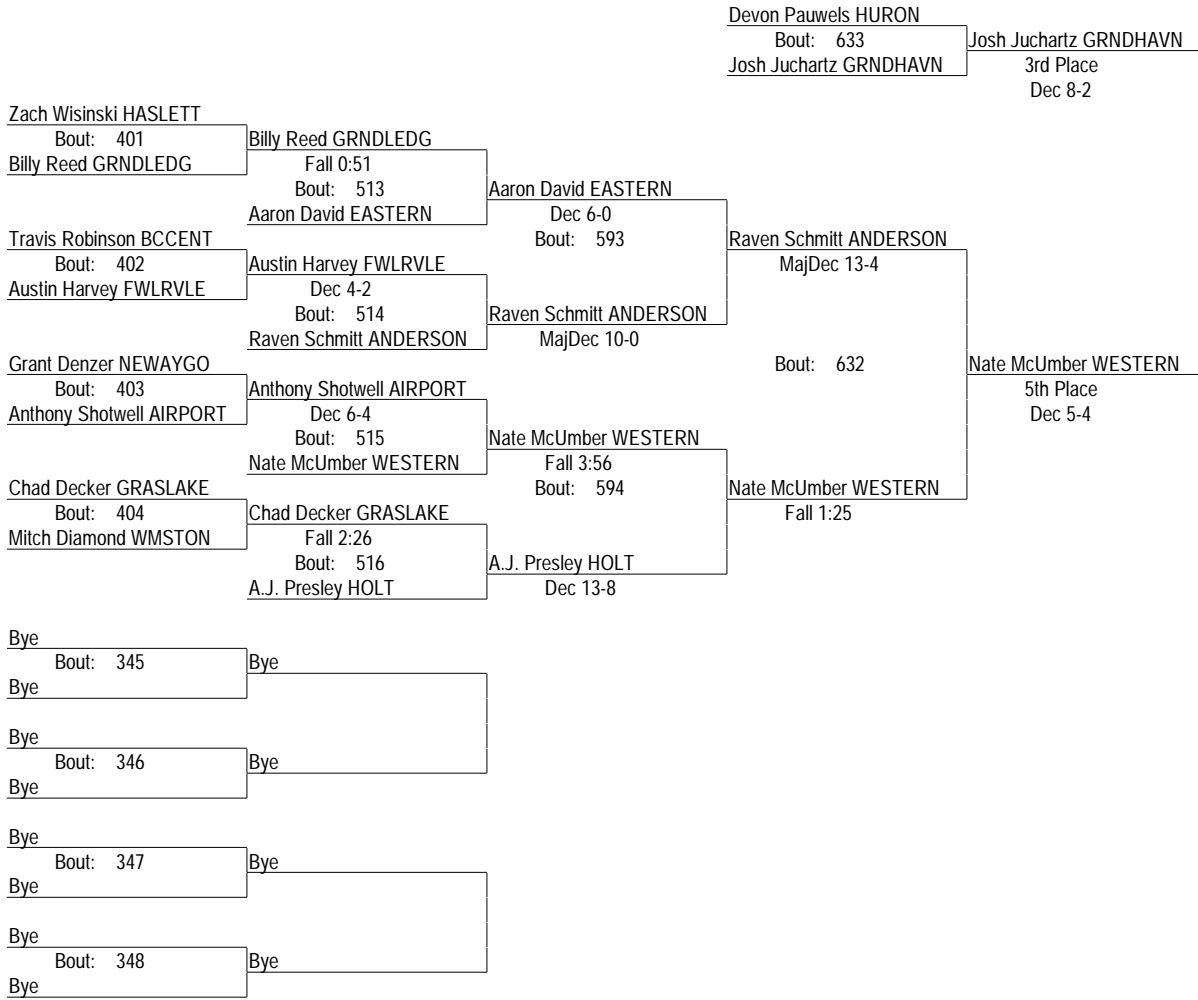 Devon Pauwels HURON
Bout: 633
Josh Juchartz GRNDHAVN
Josh Juchartz GRNDHAVN
3rd Place
Dec 8-2
Zach Wisinski HASLETT
Bout: 401
Billy Reed GRNDLEDG
Billy Reed GRNDLEDG
Fall 0:51
Bout: 513
Aaron David EASTERN
Aaron David EASTERN
Dec 6-0
Bout: 593
Travis Robinson BCCENT
Bout: 402
Austin Harvey FWLRVLE
Austin Harvey FWLRVLE
Dec 4-2
Bout: 514
Raven Schmitt ANDERSON
Raven Schmitt ANDERSON
MajDec 10-0
Raven Schmitt ANDERSON
MajDec 13-4
Bout: 632
Nate McUmber WESTERN
5th Place
Dec 5-4
Grant Denzer NEWAYGO
Bout: 403
Anthony Shotwell AIRPORT
Anthony Shotwell AIRPORT
Dec 6-4
Bout: 515
Nate McUmber WESTERN
Nate McUmber WESTERN
Fall 3:56
Bout: 594
Nate McUmber WESTERN
Fall 1:25
Chad Decker GRASLAKE
Bout: 404
Mitch Diamond WMSTON
Chad Decker GRASLAKE
Fall 2:26
Bout: 516
A.J. Presley HOLT
A.J. Presley HOLT
Dec 13-8
Bye
Bout: 345
Bye
Bye
Bye
Bout: 346
Bye
Bye
Bye
Bout: 347
Bye
Bye
Bye
Bout: 348
Bye
Bye